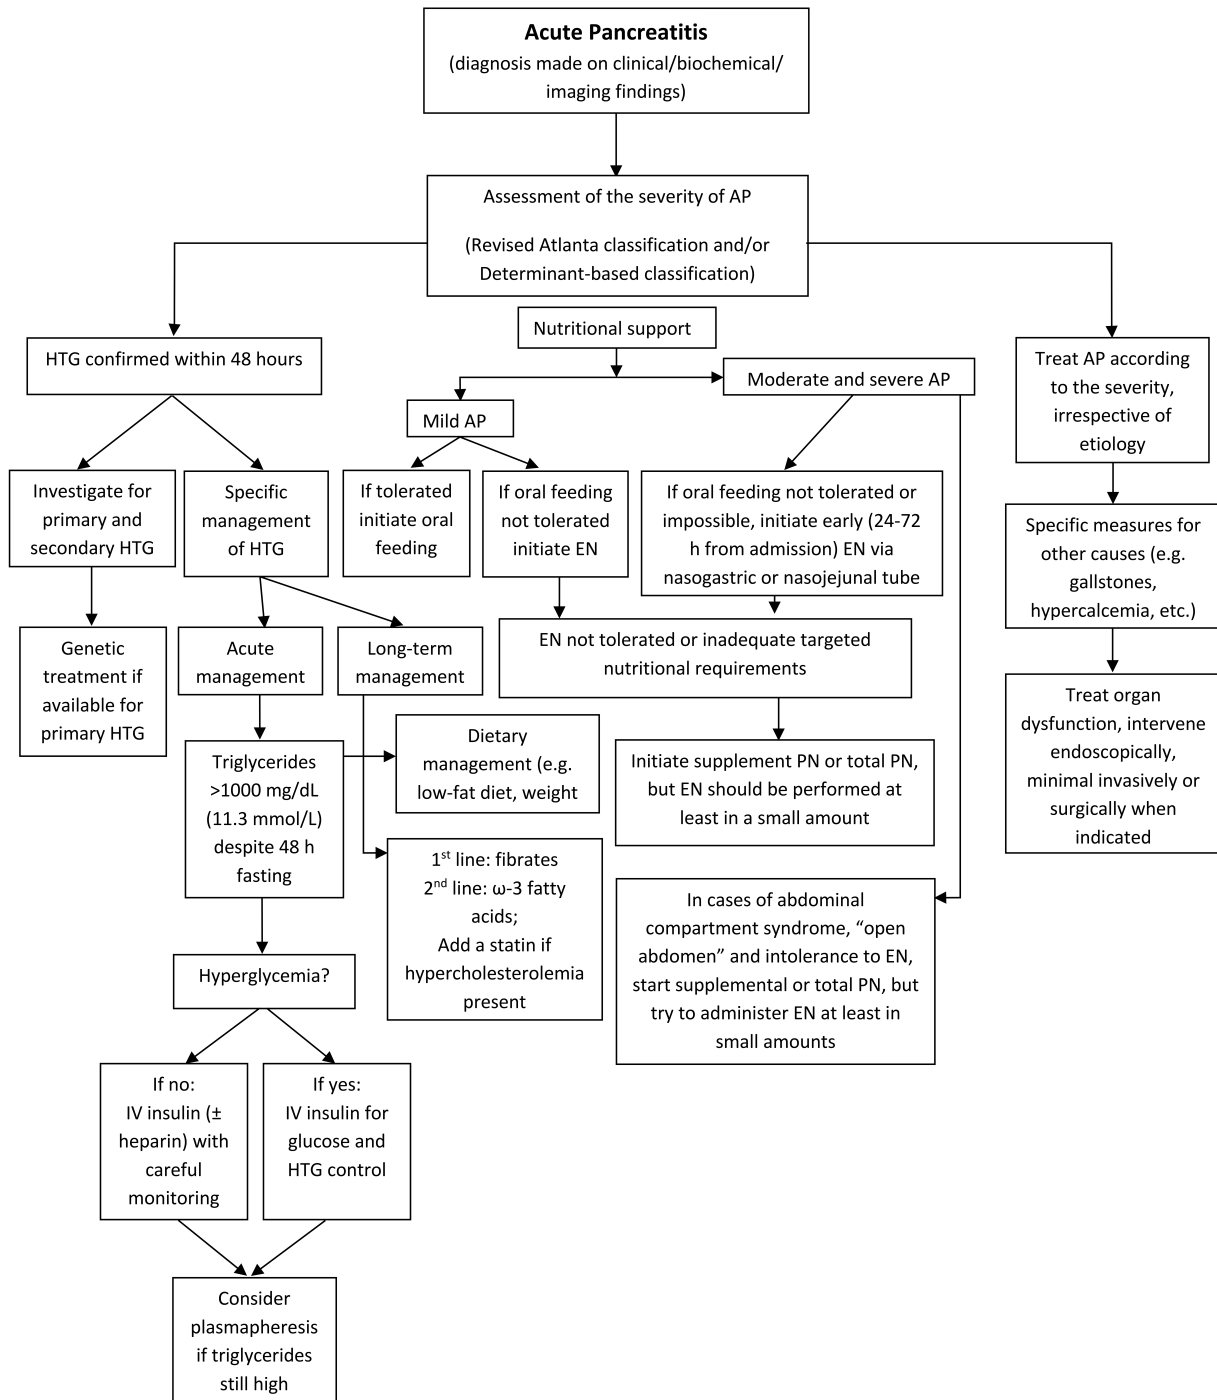 Acute Pancreatitis
(diagnosis made on clinical/biochemical/
imaging findings)
Assessment of the severity of AP
(Revised Atlanta classification and/or
Determinant-based classification)
Nutritional support
HTG confirmed within 48 hours
Moderate and severe AP
Mild AP
Treat AP according
to the severity,
irrespective of
etiology
Investigate for
primary and
secondary HTG
Specific
management
of HTG
If tolerated
initiate oral
feeding
If oral feeding
not tolerated
initiate EN
If oral feeding not tolerated or
impossible, initiate early (24-72
h from admission) EN via
nasogastric or nasojejunal tube
Specific measures for
other causes (e.g.
gallstones,
hypercalcemia, etc.)
Genetic
treatment if
available for
primary HTG
Acute
management
Long-term
management
EN not tolerated or inadequate targeted
nutritional requirements
Treat organ
dysfunction, intervene
endoscopically,
minimal invasively or
surgically when
indicated
Triglycerides
>1000 mg/dL
(11.3 mmol/L)
despite 48 h
fasting
Dietary
management (e.g.
low-fat diet, weight
Initiate supplement PN or total PN,
but EN should be performed at
least in a small amount
1st line: fibrates
2nd line: ω-3 fatty
acids;
Add a statin if
hypercholesterolemia
present
In cases of abdominal
compartment syndrome, “open
abdomen” and intolerance to EN,
start supplemental or total PN, but
try to administer EN at least in
small amounts
Hyperglycemia?
If no:
IV insulin (±
heparin) with
careful
monitoring
If yes:
IV insulin for
glucose and
HTG control
Consider
plasmapheresis
if triglycerides
still high